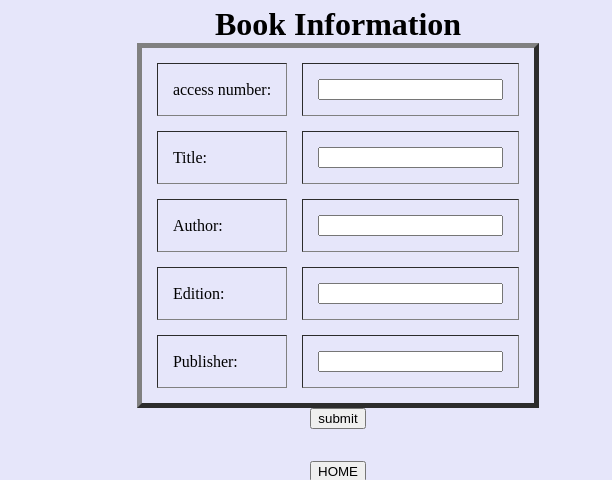 Book Information
access number:
Title:
Author:
Edition:
Publisher:
submit
HOME